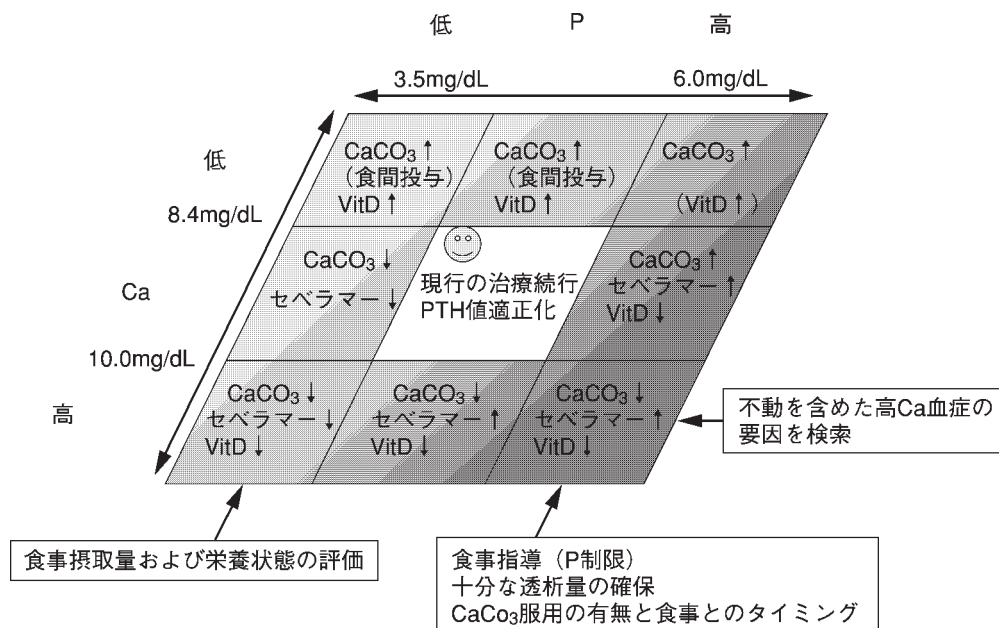 低 P 高
3.5mg/dL 6.0mg/dL
低
8.4mg/dL
Ca
10.0mg/dL
高
CaCO₃↑
（食間投与）
VitD↑
CaCO₃↑
（食間投与）
VitD↑
CaCO₃↑
（VitD↑）
CaCO₃↓
セベラマー↓
現行の治療続行
PTH値適正化
CaCO₃↑
セベラマー↑
VitD↓
CaCO₃↓
セベラマー↓
VitD↓
CaCO₃↓
セベラマー↑
VitD↓
CaCO₃↓
セベラマー↑
VitD↓
不動を含めた高Ca血症の
要因を検索
食事摂取量および栄養状態の評価
食事指導（P制限）
十分な透析量の確保
CaCo₃服用の有無と食事とのタイミング